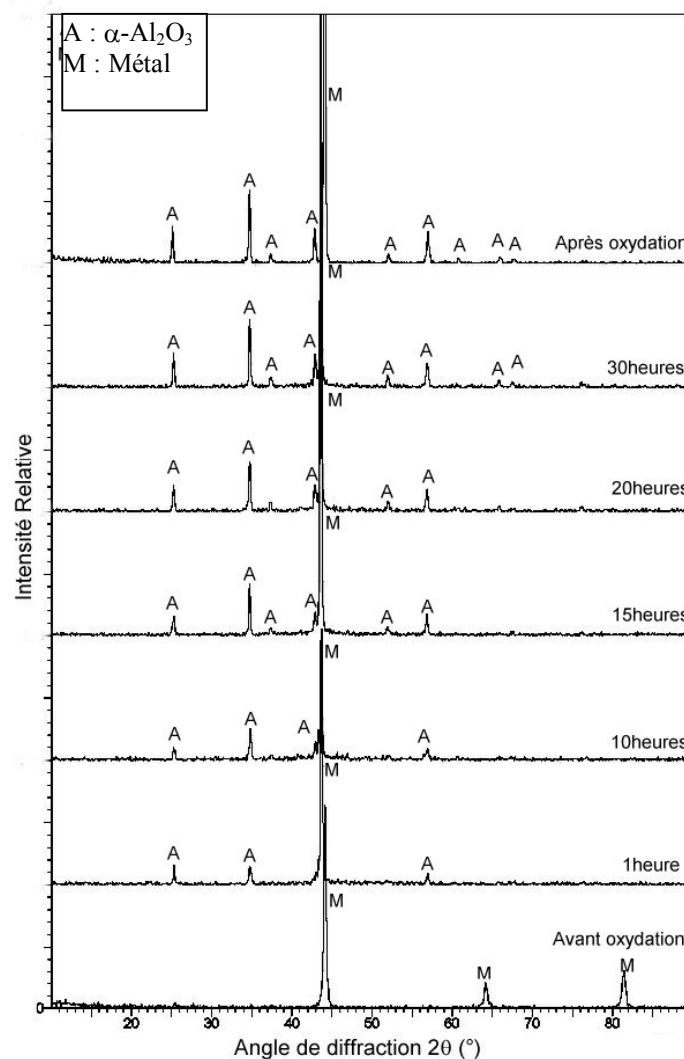 A : α-Al₂O₃
M : Métal
M
A
A
A
A
A
A
A
A
A
Après oxydation
M
A
A
A
A
A
A
A
A
30heures
M
A
A
A
A
A
20heures
M
A
A
A
A
A
A
15heures
M
A
A
A
A
10heures
M
A
A
A
1heure
M
Avant oxydation
M
M
0
20
30
40
50
60
70
80
Angle de diffraction 2θ (°)
Intensité Relative